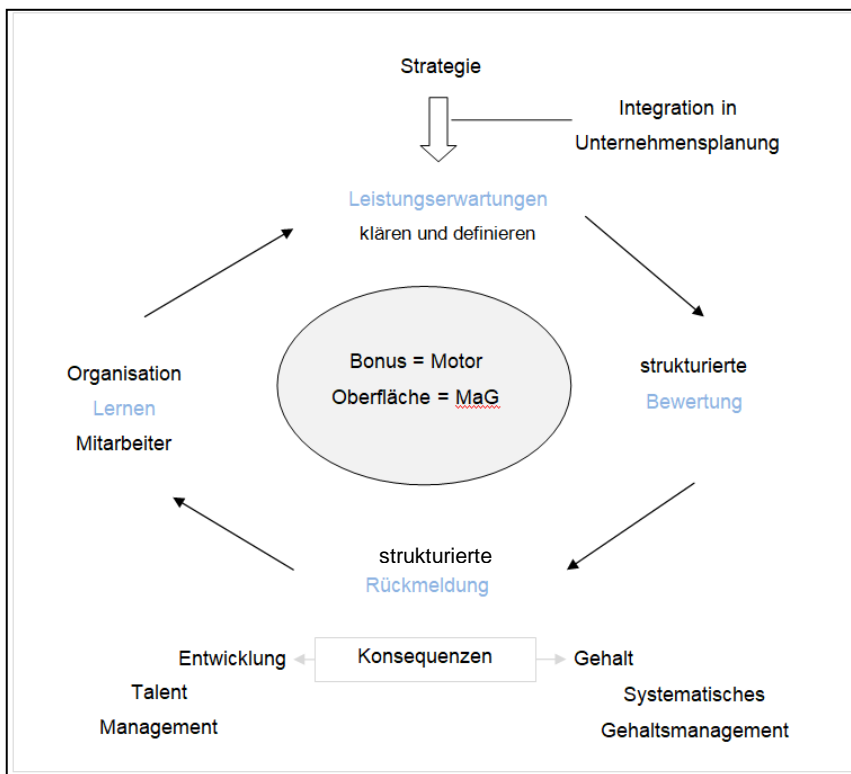 Strategie
Integration in
Unternehmensplanung
Leistungserwartungen
klären und definieren
Bonus = Motor
Oberfläche = MaG
strukturierte
Bewertung
Organisation
Lernen
Mitarbeiter
strukturierte
Rückmeldung
Konsequenzen
Entwicklung
Talent
Management
Gehalt
Systematisches
Gehaltsmanagement